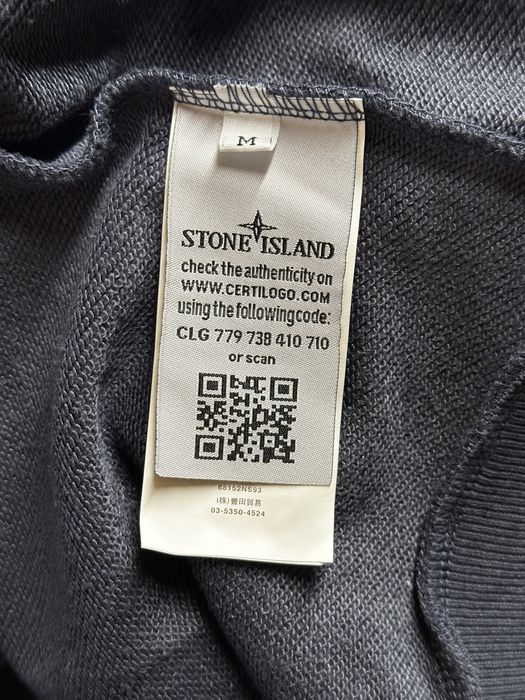 M
STONE ISLAND
check the authenticity on
WWW.CERTILOGO.COM
using the following code:
CLG 779 738 410 710
or scan
68152NS93
(株)豊田貿易
03-5350-4524